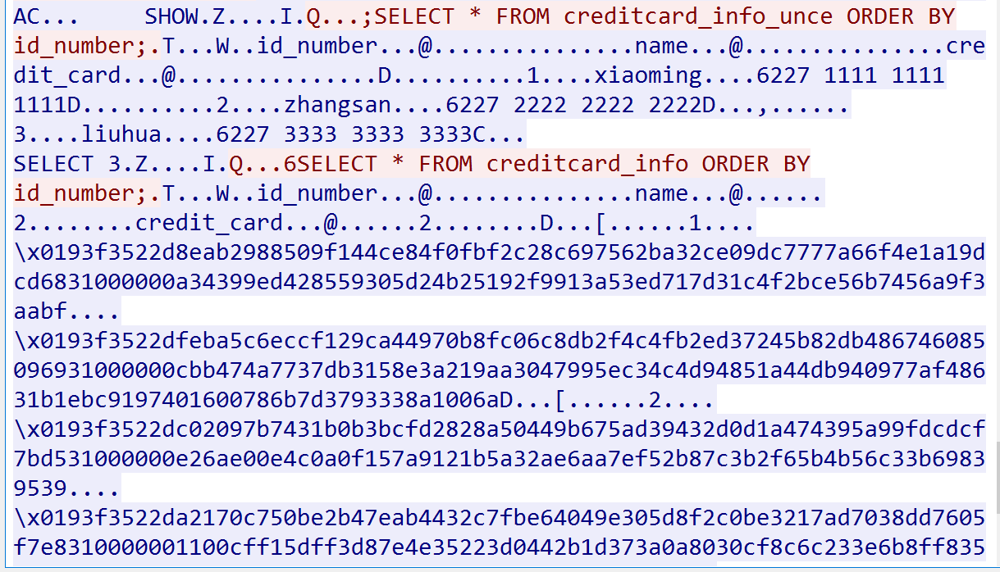 AC...     SHOW.Z....I.Q...;SELECT * FROM creditcard_info_unce ORDER BY
id_number;.T...W..id_number...@...............name...@...............cre
dit_card...@...............D..........1....xiaoming....6227 1111 1111
1111D..........2....zhangsan....6227 2222 2222 2222D...,......
3....liuhua....6227 3333 3333 3333C...
SELECT 3.Z....I.Q...6SELECT * FROM creditcard_info ORDER BY
id_number;.T...W..id_number...@...............name...@......
2........credit_card...@......2........D...[......1....
\x0193f3522d8eab2988509f144ce84f0fbf2c28c697562ba32ce09dc7777a66f4e1a19d
cd6831000000a34399ed428559305d24b25192f9913a53ed717d31c4f2bce56b7456a9f3
aabf....
\x0193f3522dfeba5c6eccf129ca44970b8fc06c8db2f4c4fb2ed37245b82db486746085
096931000000cbb474a7737db3158e3a219aa3047995ec34c4d94851a44db940977af486
31b1ebc9197401600786b7d3793338a1006aD...[......2....
\x0193f3522dc02097b7431b0b3bcfd2828a50449b675ad39432d0d1a474395a99fdcdcf
7bd531000000e26ae00e4c0a0f157a9121b5a32ae6aa7ef52b87c3b2f65b4b56c33b6983
9539....
\x0193f3522da2170c750be2b47eab4432c7fbe64049e305d8f2c0be3217ad7038dd7605
f7e8310000001100cff15dff3d87e4e35223d0442b1d373a0a8030cf8c6c233e6b8ff835